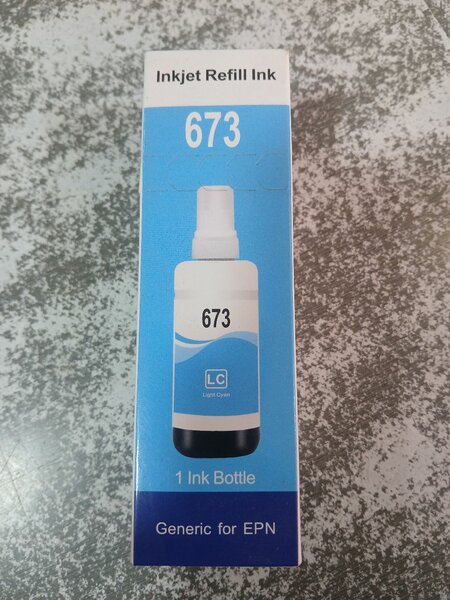 Inkjet Refill Ink
673
673
LC
Light Cyan
1 Ink Bottle
Generic for EPN